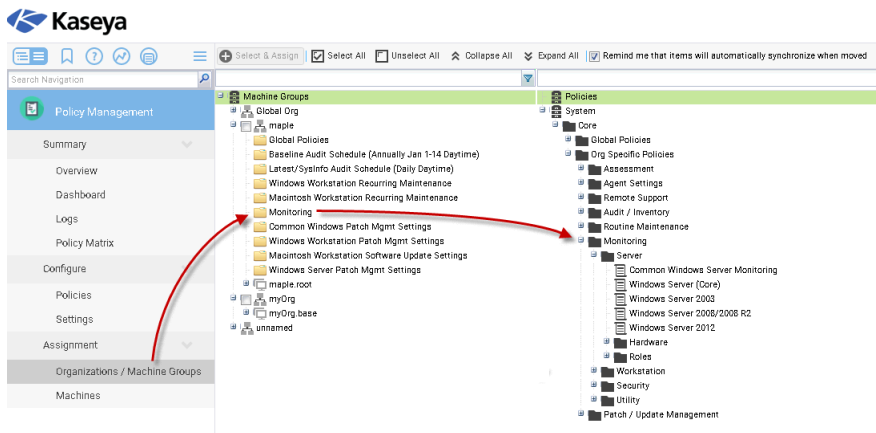 Kaseya
Select & Assign Select All Unselect All Collapse All Expand All Remind me that items will automatically synchronize when moved
Search Navigation
Policy Management
Summary
Overview
Dashboard
Logs
Policy Matrix
Configure
Policies
Settings
Assignment
Organizations / Machine Groups
Machines
Machine Groups
Global Org
maple
Global Policies
Baseline Audit Schedule (Annually Jan 1-14 Daytime)
Latest/SysInfo Audit Schedule (Daily Daytime)
Windows Workstation Recurring Maintenance
Macintosh Workstation Recurring Maintenance
Monitoring
Common Windows Patch Mgmt Settings
Windows Workstation Patch Mgmt Settings
Macintosh Workstation Software Update Settings
Windows Server Patch Mgmt Settings
maple.root
myOrg
myOrg.base
unnamed
Policies
System
Core
Global Policies
Org Specific Policies
Assessment
Agent Settings
Remote Support
Audit / Inventory
Routine Maintenance
Monitoring
Server
Common Windows Server Monitoring
Windows Server (Core)
Windows Server 2003
Windows Server 2008/2008 R2
Windows Server 2012
Hardware
Roles
Workstation
Security
Utility
Patch / Update Management